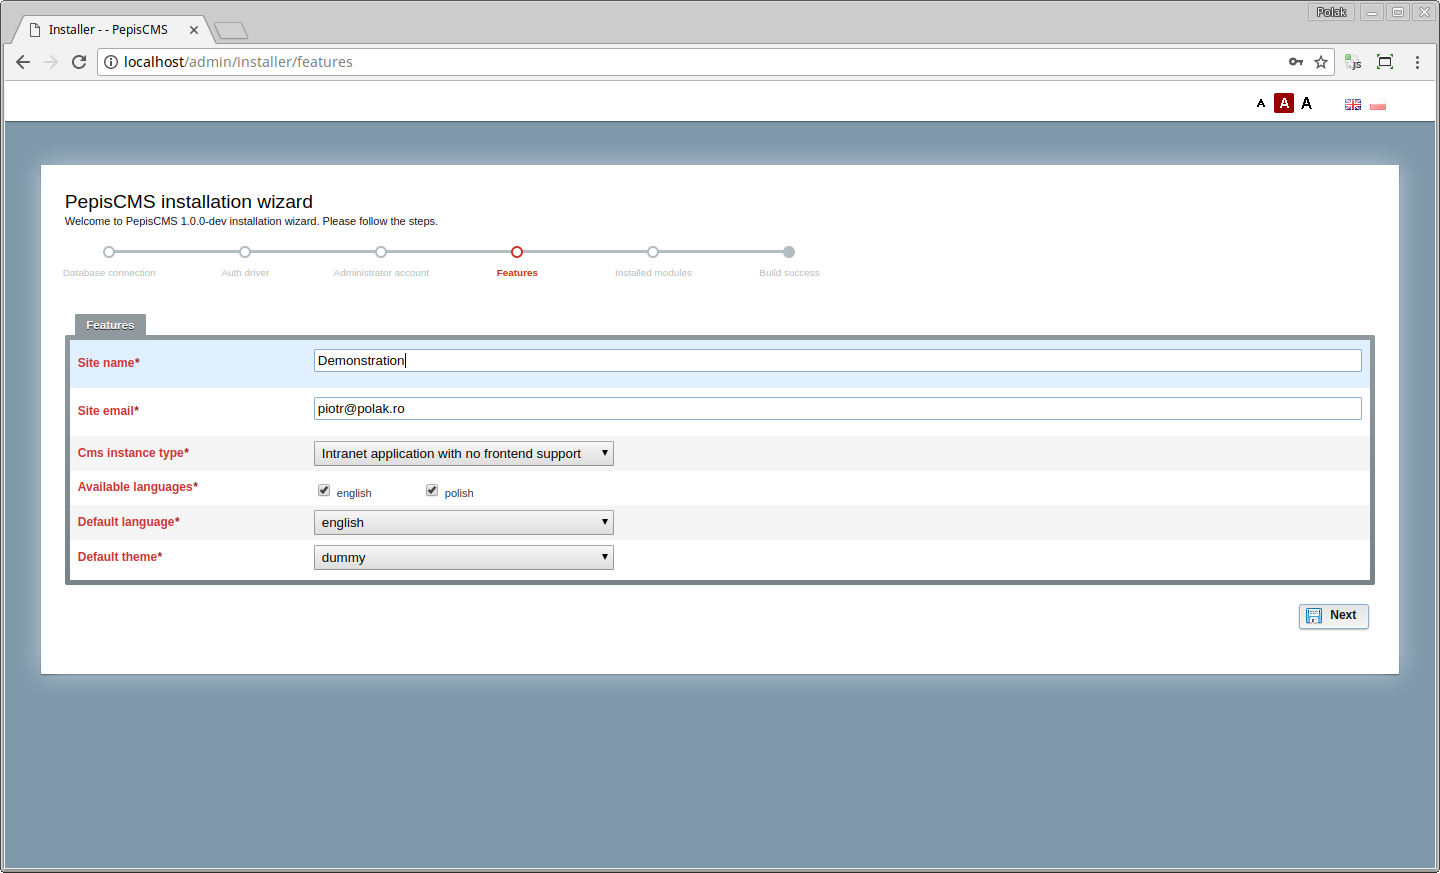 Polak
Installer - - PepisCMS
localhost/admin/installer/features
js
A A A
PepisCMS installation wizard
Welcome to PepisCMS 1.0.0-dev installation wizard. Please follow the steps.
Database connection Auth driver Administrator account Features Installed modules Build success
Features
Site name* Demonstration
Site email* piotr@polak.ro
Cms instance type* Intranet application with no frontend support
Available languages* english polish
Default language* english
Default theme* dummy
Next